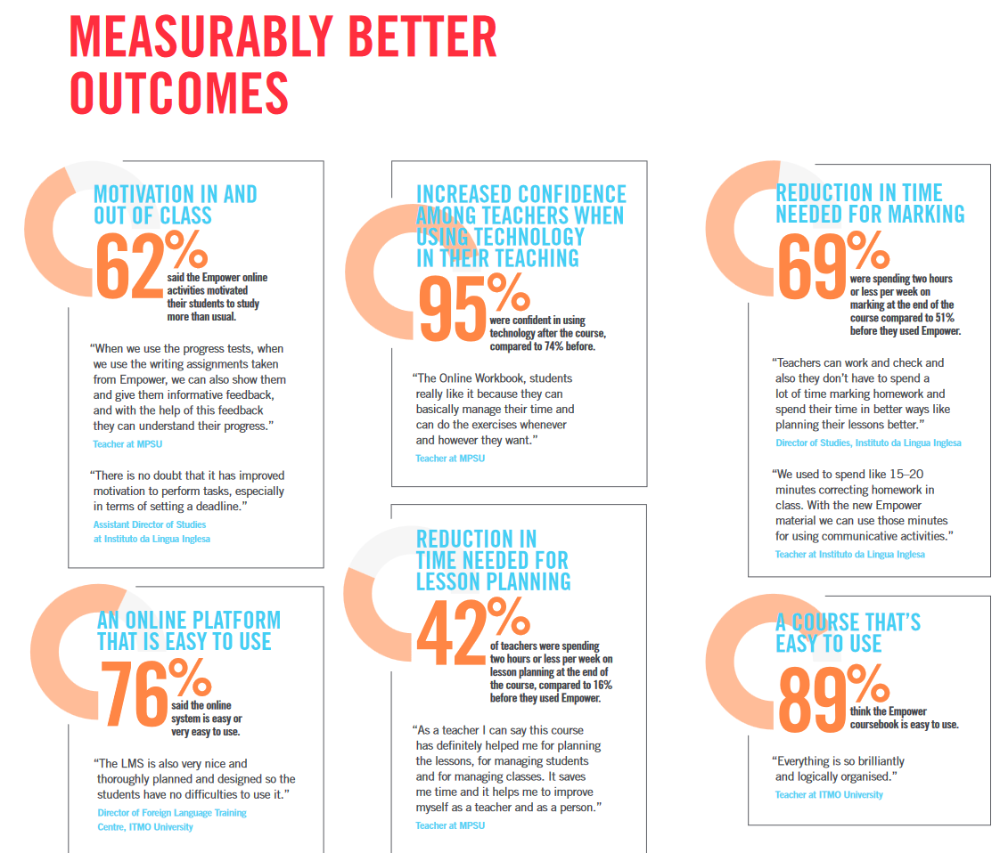 MEASURABLY BETTER
OUTCOMES
MOTIVATION IN AND
OUT OF CLASS
62%
said the Empower online
activities motivated
their students to study
more than usual.
“When we use the progress tests, when
we use the writing assignments taken
from Empower, we can also show them
and give them informative feedback,
and with the help of this feedback
they can understand their progress.”
Teacher at MPSU
“There is no doubt that it has improved
motivation to perform tasks, especially
in terms of setting a deadline.”
Assistant Director of Studies
at Instituto da Lingua Inglesa
AN ONLINE PLATFORM
THAT IS EASY TO USE
76%
said the online
system is easy or
very easy to use.
“The LMS is also very nice and
thoroughly planned and designed so the
students have no difficulties to use it.”
Director of Foreign Language Training
Centre, ITMO University
INCREASED CONFIDENCE
AMONG TEACHERS WHEN
USING TECHNOLOGY
IN THEIR TEACHING
95%
were confident in using
technology after the course,
compared to 74% before.
“The Online Workbook, students
really like it because they can
basically manage their time and
can do the exercises whenever
and however they want.”
Teacher at MPSU
REDUCTION IN
TIME NEEDED FOR
LESSON PLANNING
42%
of teachers were spending
two hours or less per week on
lesson planning at the end of
the course, compared to 16%
before they used Empower.
“As a teacher I can say this course
has definitely helped me for planning
the lessons, for managing students
and for managing classes. It saves
me time and it helps me to improve
myself as a teacher and as a person.”
Teacher at MPSU
REDUCTION IN TIME
NEEDED FOR MARKING
69%
were spending two hours
or less per week on
marking at the end of the
course compared to 51%
before they used Empower.
“Teachers can work and check and
also they don’t have to spend a
lot of time marking homework and
spend their time in better ways like
planning their lessons better.”
Director of Studies, Instituto da Lingua Inglesa
“We used to spend like 15–20
minutes correcting homework in
class. With the new Empower
material we can use those minutes
for using communicative activities.”
Teacher at Instituto da Lingua Inglesa
A COURSE THAT’S
EASY TO USE
89%
think the Empower
coursebook is easy to use.
“Everything is so brilliantly
and logically organised.”
Teacher at ITMO University